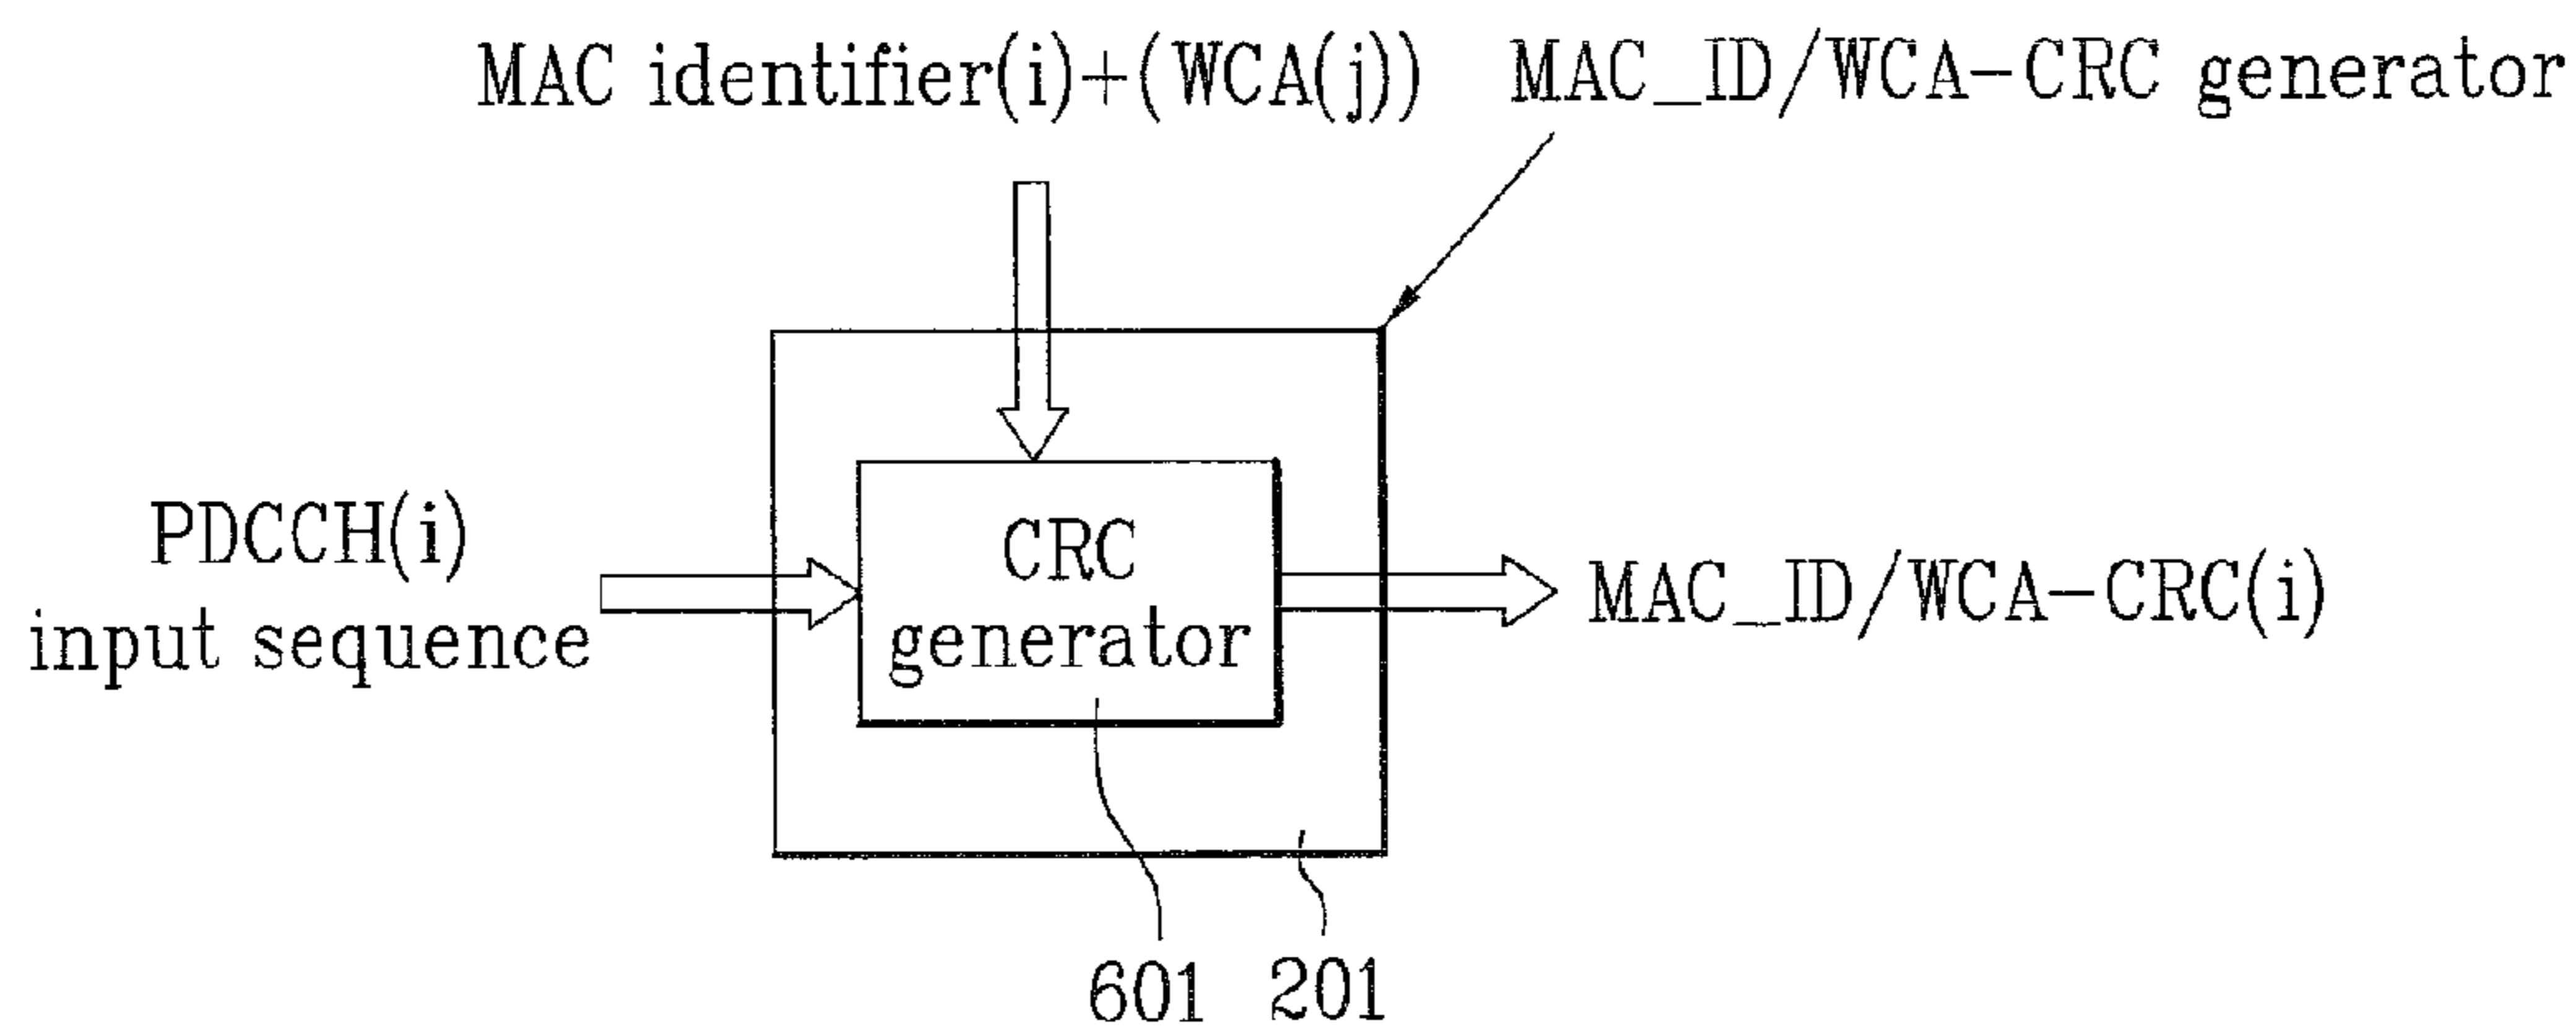 MAC identifier(i)+(WCA(j))
MAC_ID/WCA-CRC generator
PDCCH(i)
input sequence
CRC
generator
MAC_ID/WCA-CRC(i)
601
201